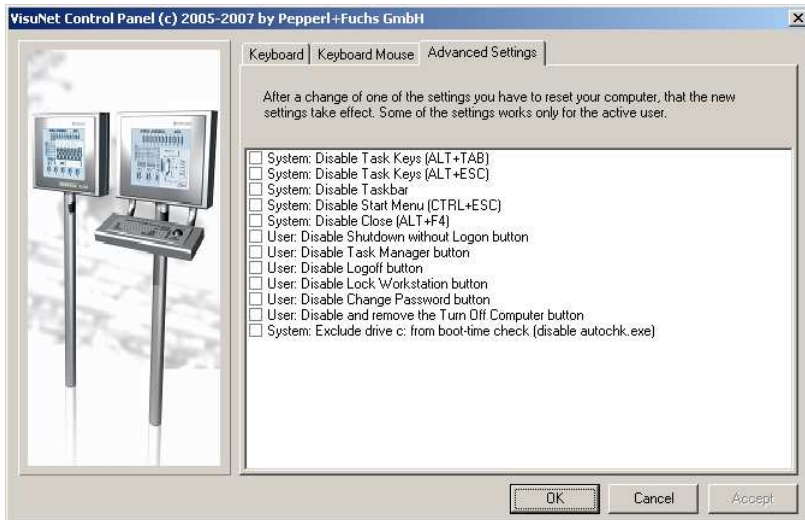 VisuNet Control Panel (c) 2005-2007 by Pepperl+Fuchs GmbH
Keyboard
Keyboard Mouse
Advanced Settings
After a change of one of the settings you have to reset your computer, that the new
settings take effect. Some of the settings works only for the active user.
System: Disable Task Keys (ALT+TAB)
System: Disable Task Keys (ALT+ESC)
System: Disable Taskbar
System: Disable Start Menu (CTRL+ESC)
System: Disable Close (ALT+F4)
User: Disable Shutdown without Logon button
User: Disable Task Manager button
User: Disable Logoff button
User: Disable Lock Workstation button
User: Disable Change Password button
User: Disable and remove the Turn Off Computer button
System: Exclude drive c: from boot-time check (disable autochk.exe)
OK
Cancel
Accept